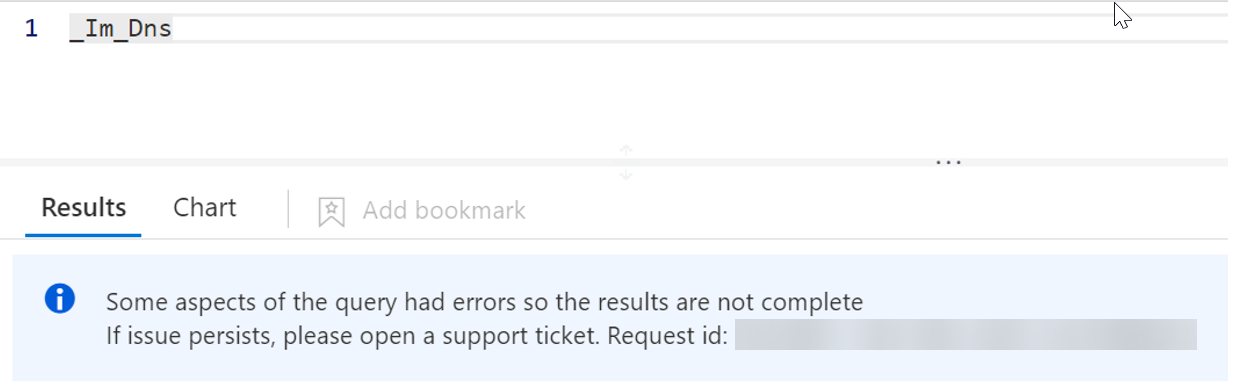 1 _Im_Dns
...
Results Chart Add bookmark
Some aspects of the query had errors so the results are not complete
If issue persists, please open a support ticket. Request id: